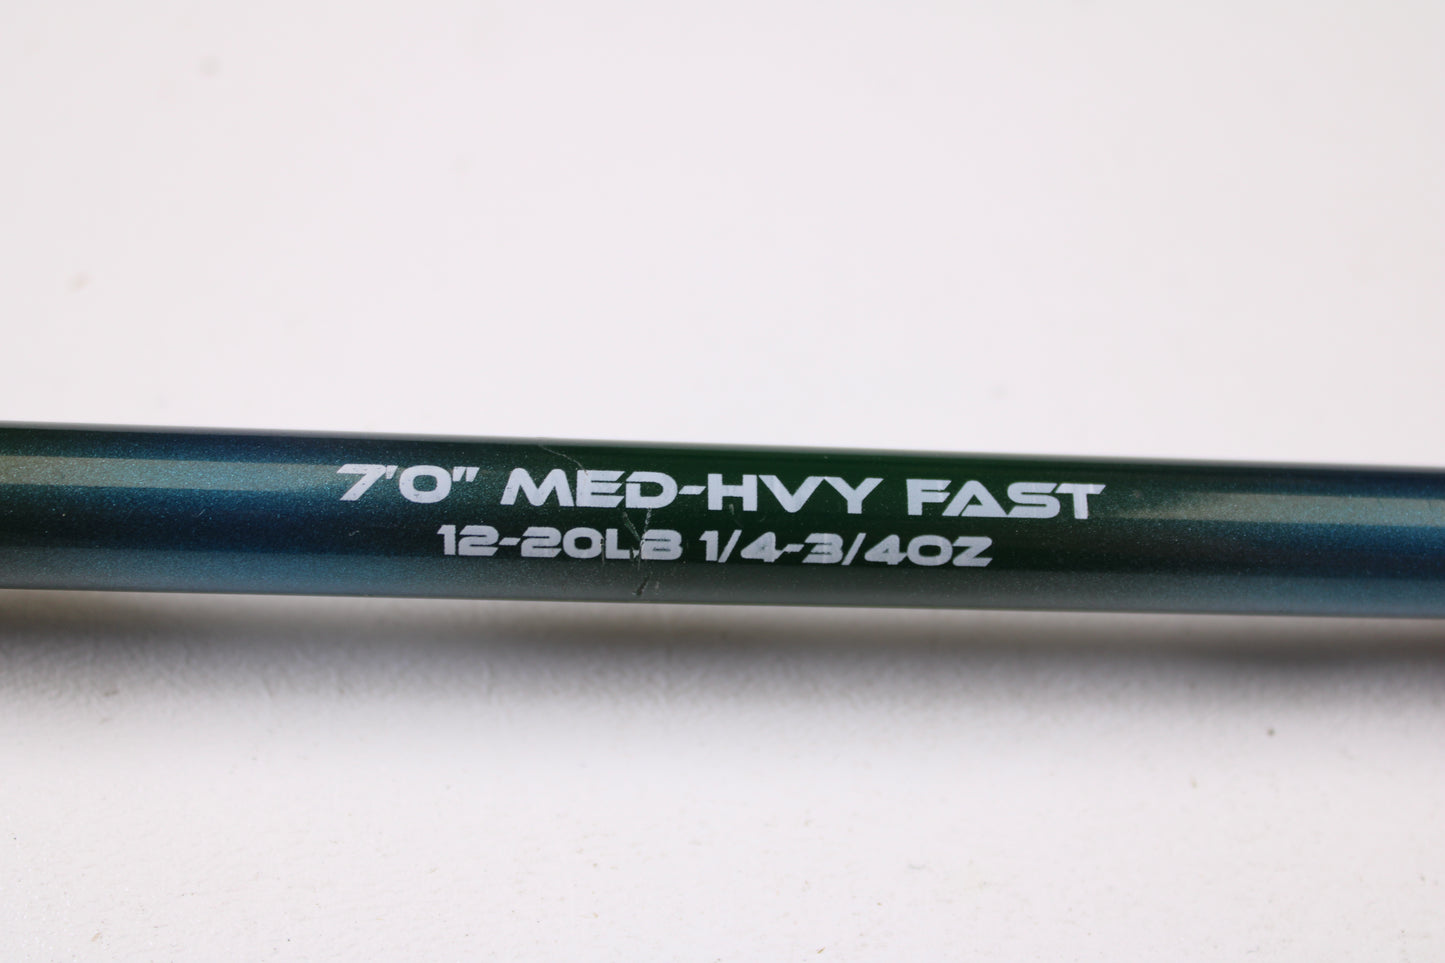 7'0" MED-HVY FAST
12-20LB 1/4-3/4OZ